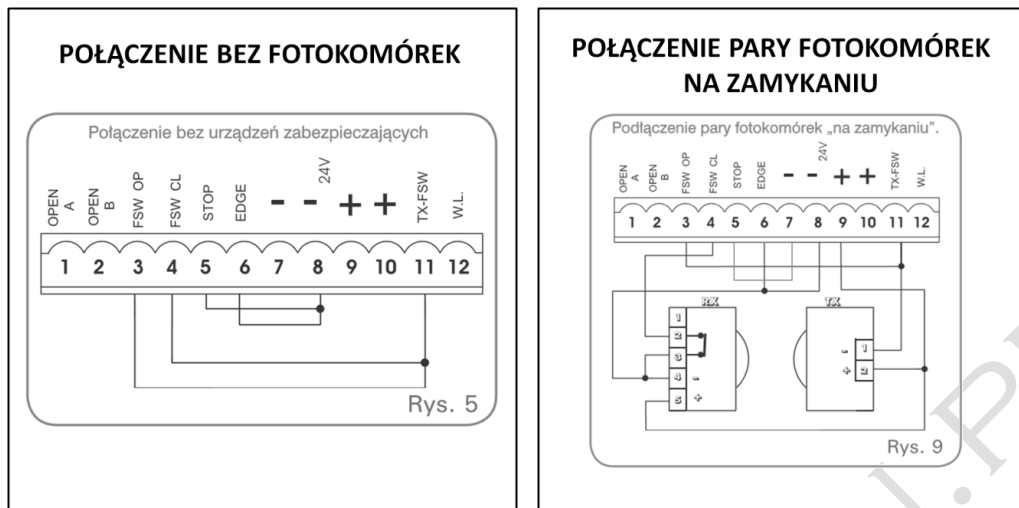 POŁĄCZENIE BEZ FOTOKOMÓREK
Połączenie bez urządzeń zabezpieczających
OPEN A
OPEN B
FSW OP
FSW CL
STOP
EDGE
-
-
24V
+
+
TX-FSW
W.L.
1 2 3 4 5 6 7 8 9 10 11 12
Rys. 5
POŁĄCZENIE PARY FOTOKOMÓREK
NA ZAMYKANIU
Podłączenie pary fotokomórek „na zamykaniu”.
OPEN A
OPEN B
FSW OP
FSW CL
STOP
EDGE
-
-
24V
+
+
TX-FSW
W.L.
1 2 3 4 5 6 7 8 9 10 11 12
RX
1
2
3
4 -
5 +
TX
- 1
+ 2
Rys. 9